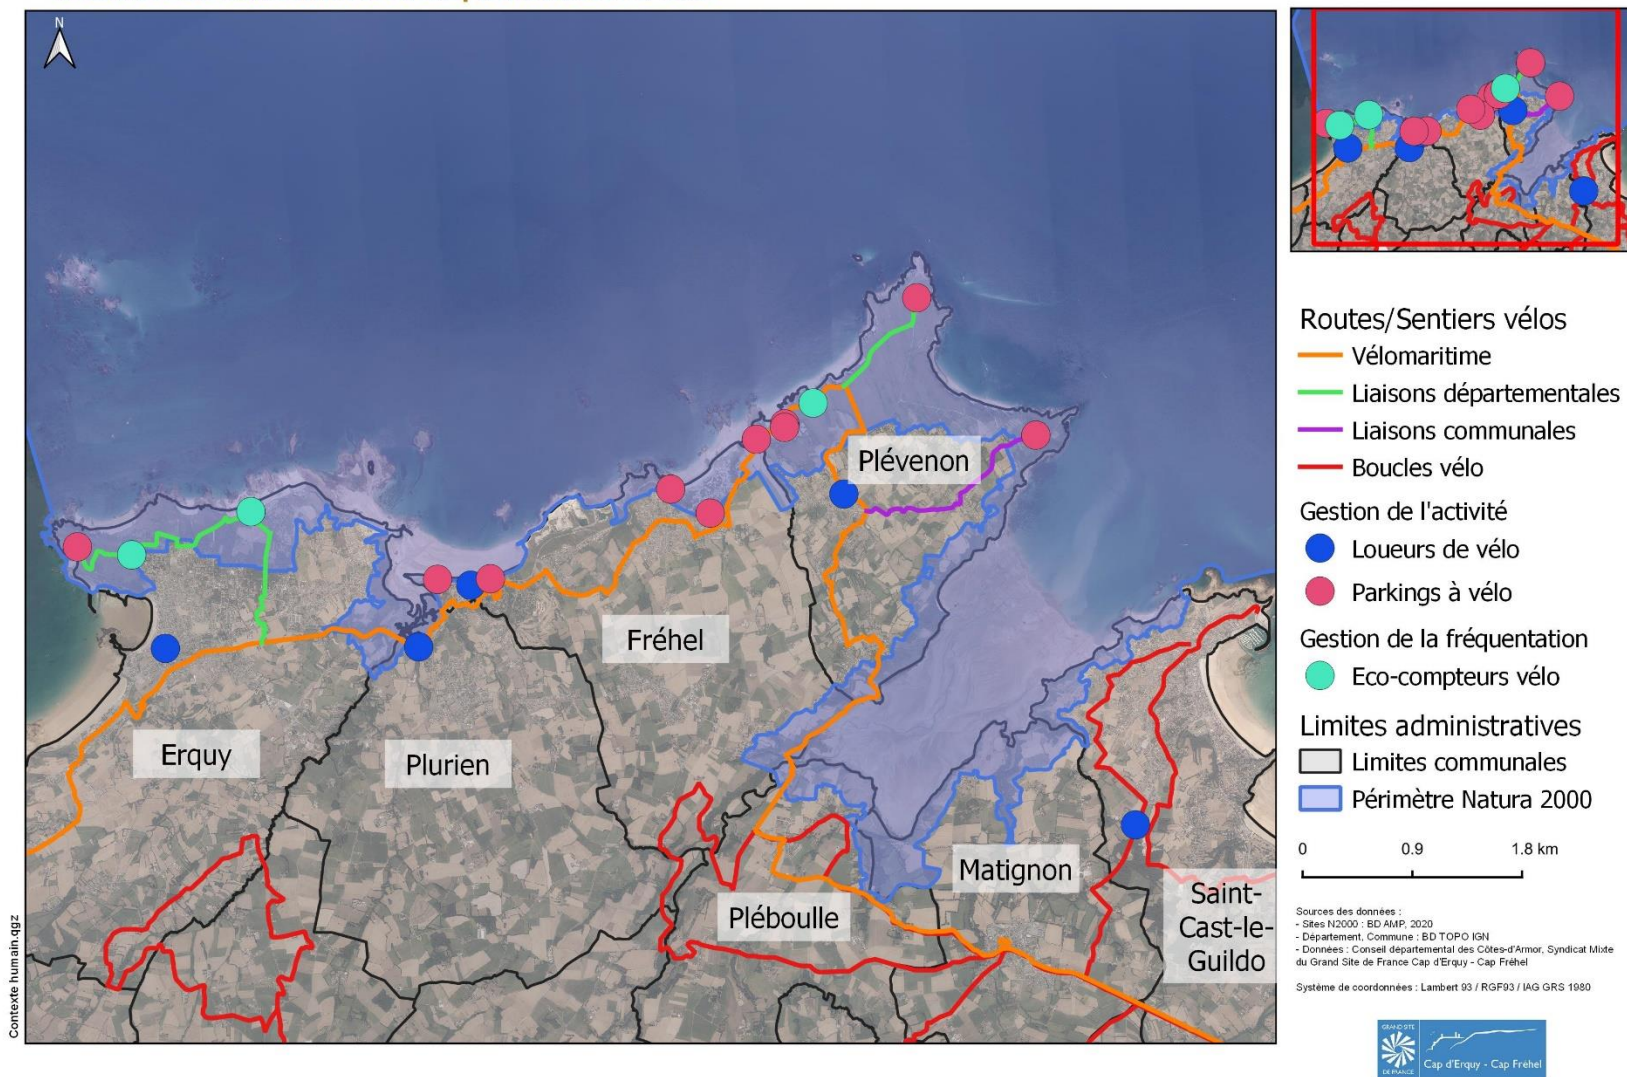 N
Plévenon
Fréhel
Erquy
Plurien
Matignon
Pléboulle
Saint-
Cast-le-
Guildo
Contexte humain.qgz
Routes/Sentiers vélos
Vélomaritime
Liaisons départementales
Liaisons communales
Boucles vélo
Gestion de l'activité
Loueurs de vélo
Parkings à vélo
Gestion de la fréquentation
Eco-compteurs vélo
Limites administratives
Limites communales
Périmètre Natura 2000
0 0.9 1.8 km
Sources des données :
- Sites N2000 : BD AMP, 2020
- Département, Commune : BD TOPO IGN
- Données : Conseil départemental des Côtes-d'Armor, Syndicat Mixte
du Grand Site de France Cap d'Erquy - Cap Fréhel
Système de coordonnées : Lambert 93 / RGF93 / IAG GRS 1980
GRAND SITE
DE FRANCE
Cap d'Erquy - Cap Fréhel